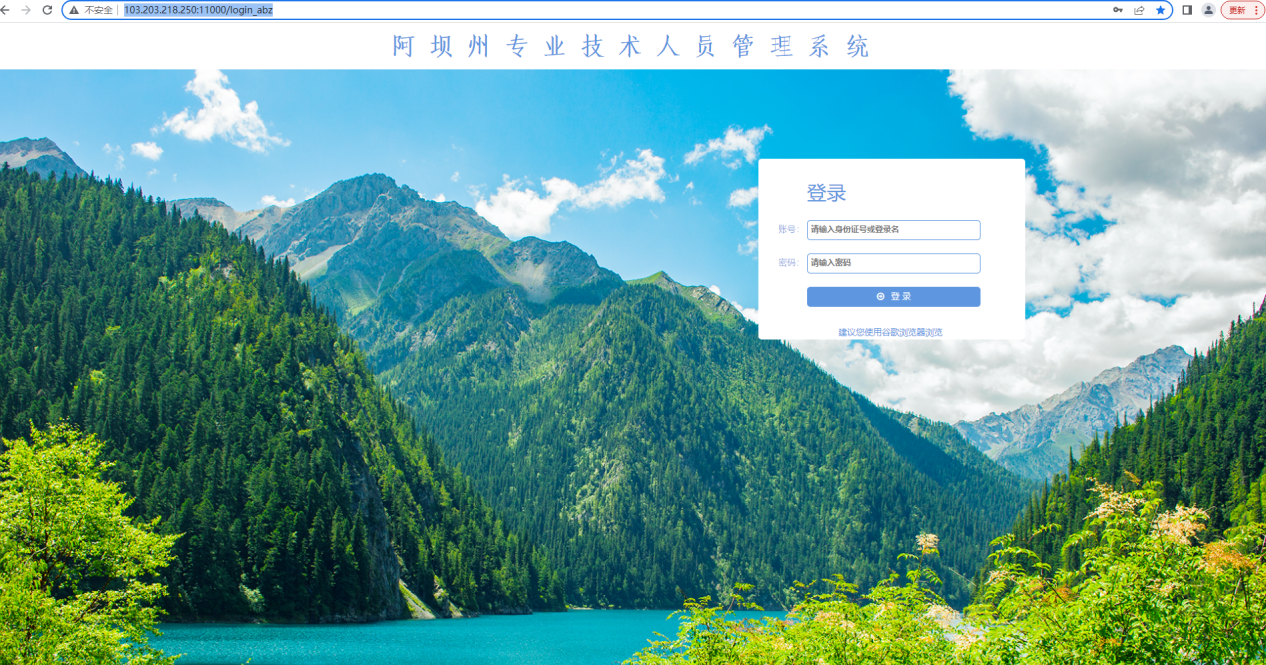 不安全 103.203.218.250:11000/login_abz 更新
阿坝州专业技术人员管理系统
登录
账号: 请输入身份证号或登录名
密码: 请输入密码
登 录
建议您使用谷歌浏览器浏览